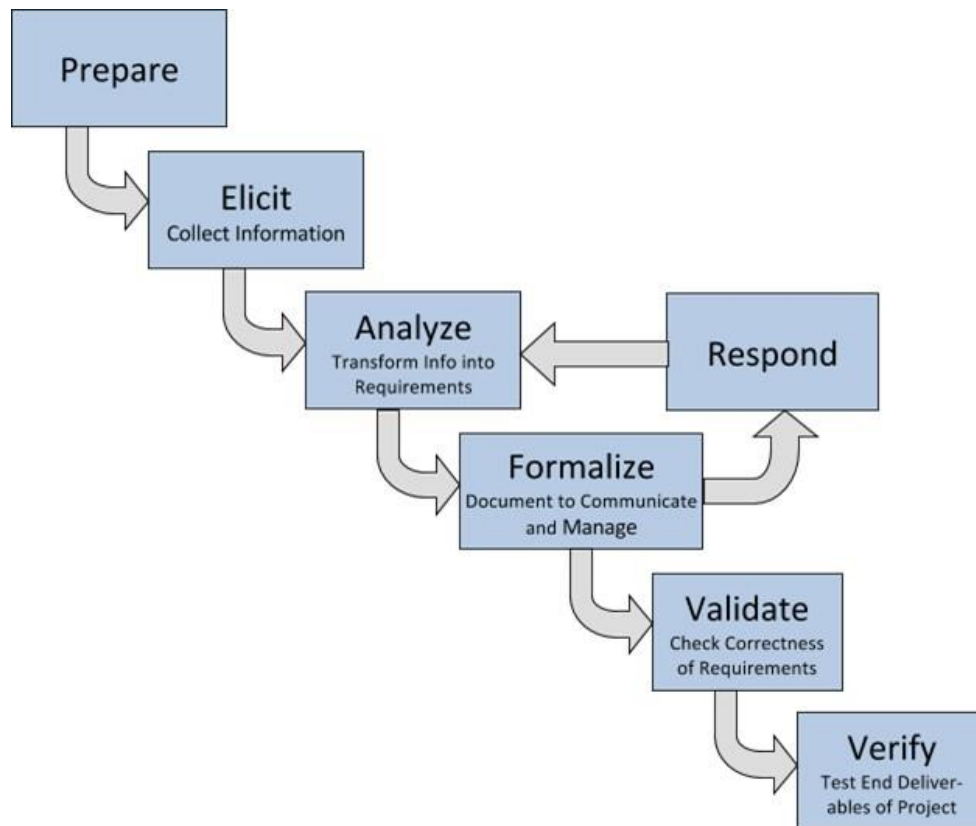 Prepare
Elicit
Collect Information
Analyze
Transform Info into
Requirements
Respond
Formalize
Document to Communicate
and Manage
Validate
Check Correctness
of Requirements
Verify
Test End Deliver-
ables of Project